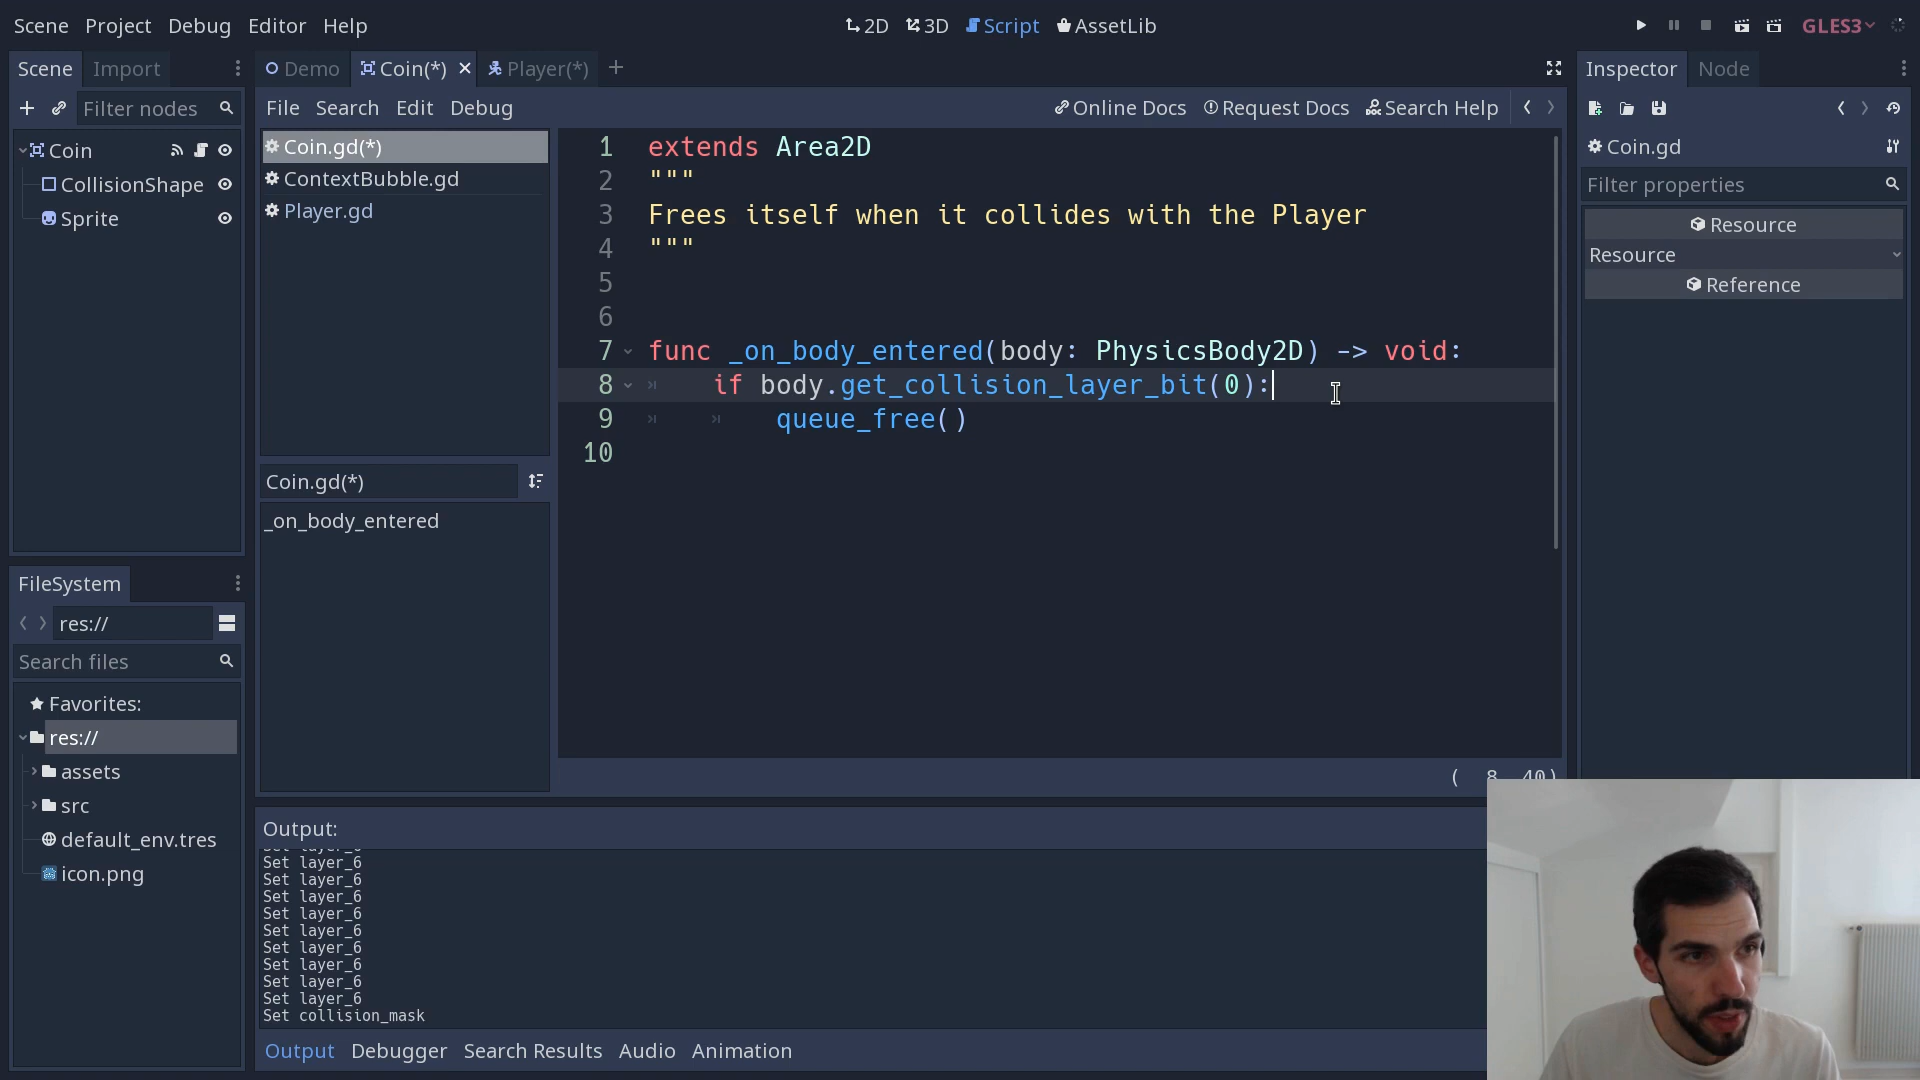 Scene Project Debug Editor Help
2D 3D Script AssetLib
GLES3
Scene Import
Demo Coin(*) Player(*)
Inspector Node
Filter nodes
File Search Edit Debug
Online Docs Request Docs Search Help
Coin
CollisionShape
Sprite
Coin.gd(*)
ContextBubble.gd
Player.gd
Coin.gd(*)
_on_body_entered
1 extends Area2D
2 """
3 Frees itself when it collides with the Player
4 """
5
6
7 func _on_body_entered(body: PhysicsBody2D) -> void:
8 if body.get_collision_layer_bit(0):
9 queue_free()
10
Coin.gd
Filter properties
Resource
Resource
Reference
FileSystem
res://
Search files
Favorites:
res://
assets
src
default_env.tres
icon.png
Output:
Set layer_6
Set layer_6
Set layer_6
Set layer_6
Set layer_6
Set layer_6
Set layer_6
Set layer_6
Set layer_6
Set collision_mask
Output Debugger Search Results Audio Animation